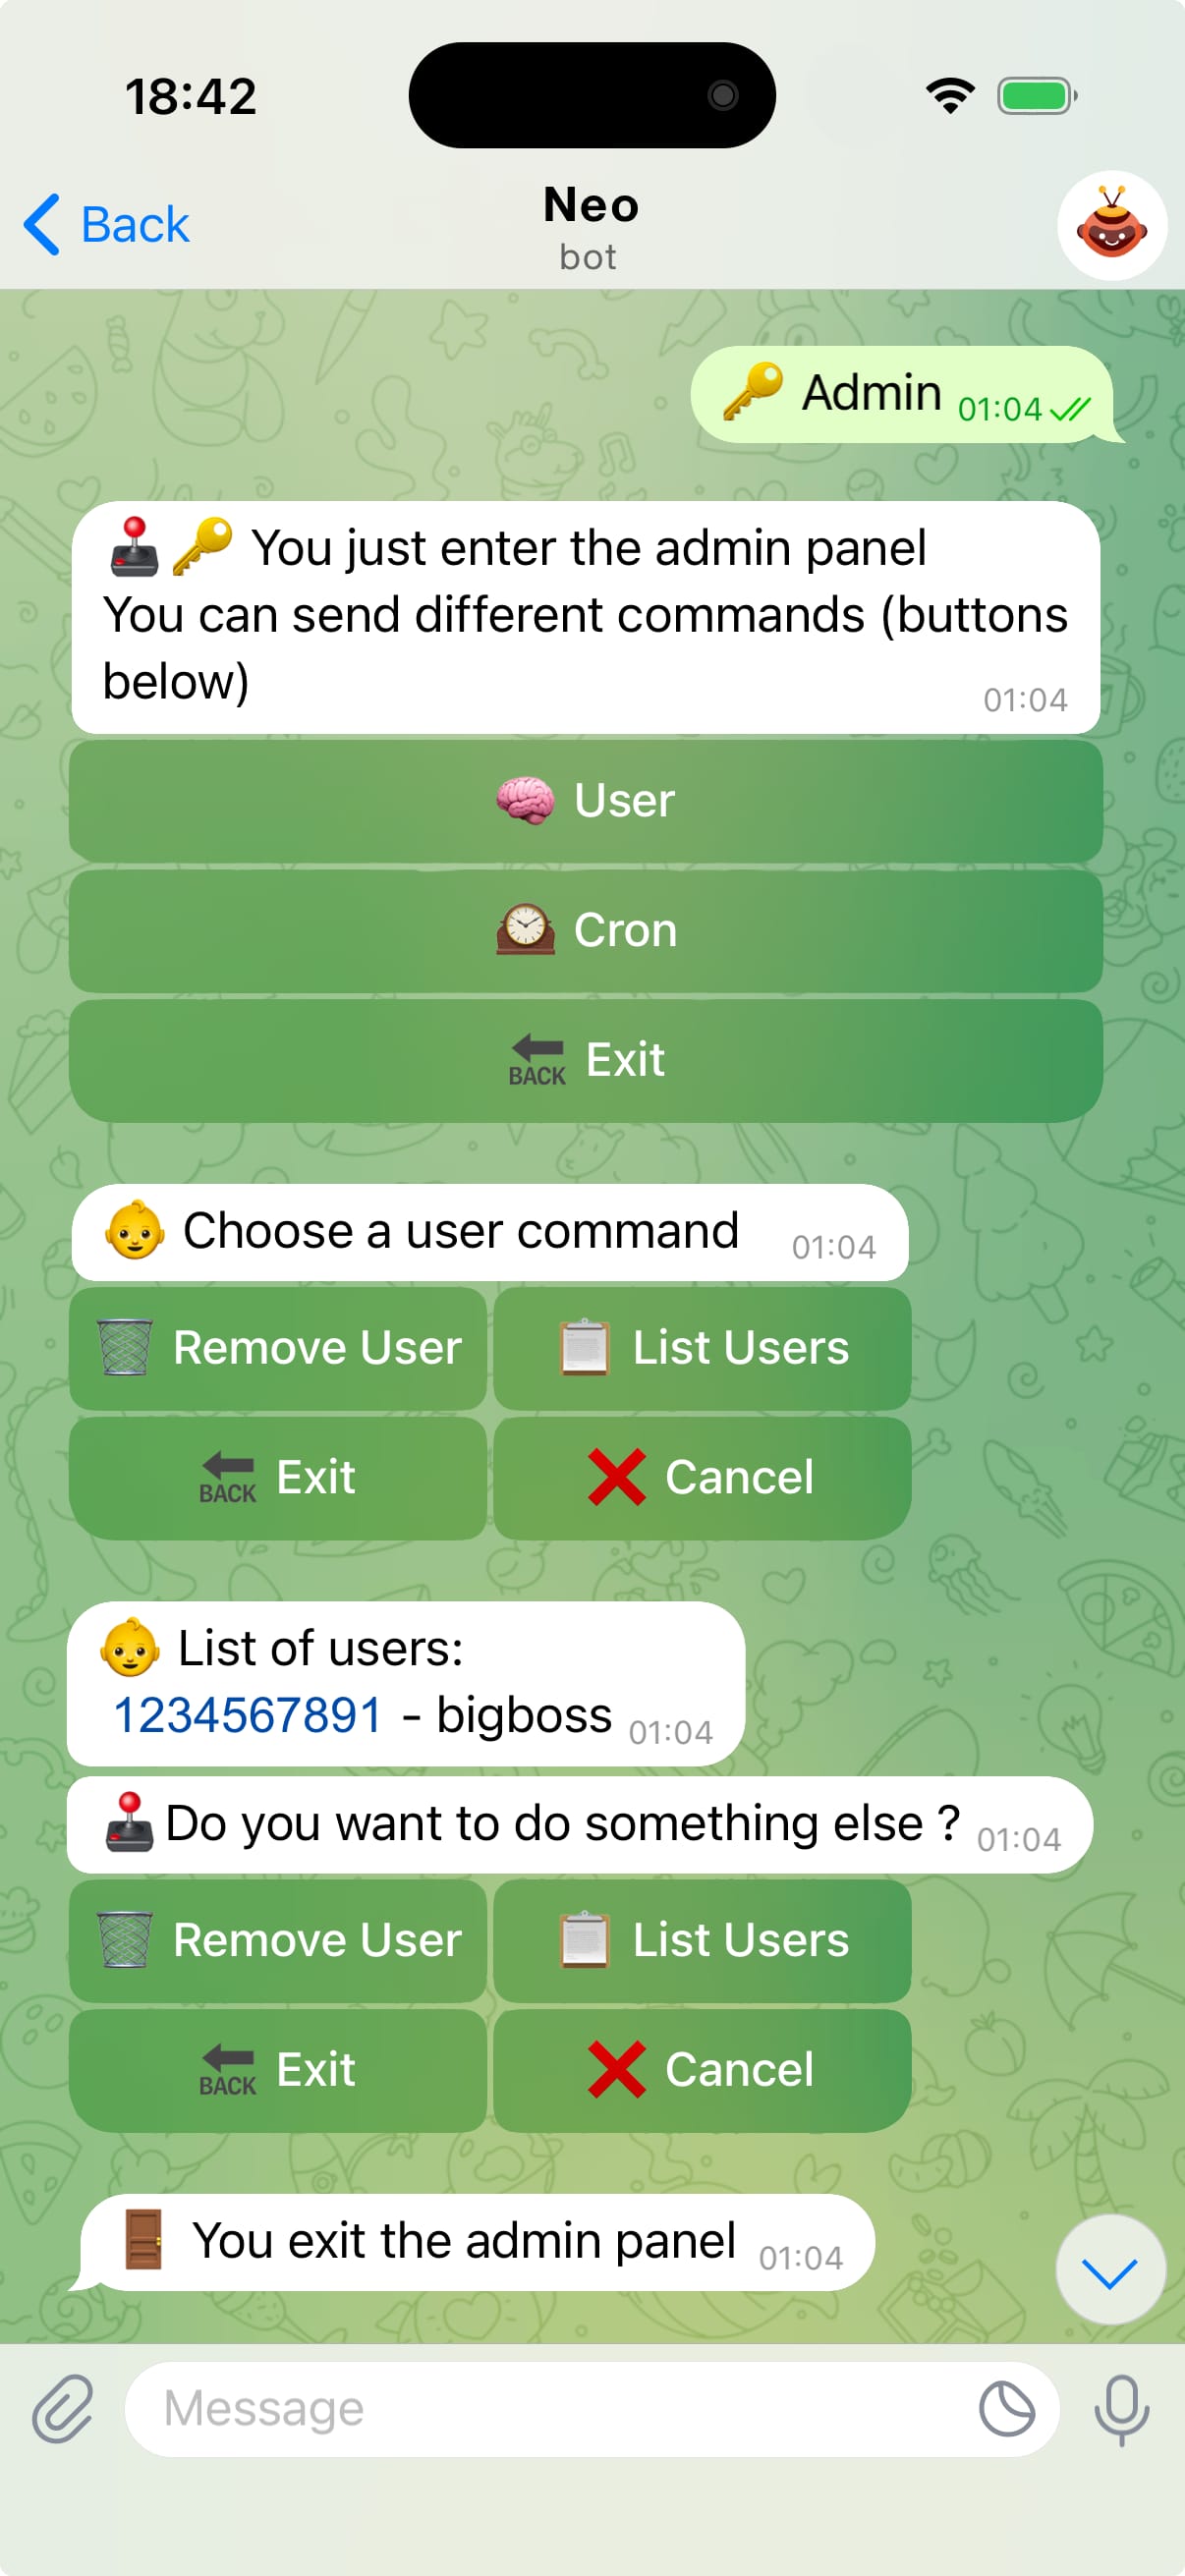 18:42
Back
Neo
bot
🔑 Admin 01:04
🕹🔑 You just enter the admin panel
You can send different commands (buttons
below) 01:04
🧠 User
🕰 Cron
🔙 Exit
👶 Choose a user command 01:04
🗑 Remove User 📋 List Users
🔙 Exit ❌ Cancel
👶 List of users:
1234567891 - bigboss 01:04
🕹Do you want to do something else ? 01:04
🗑 Remove User 📋 List Users
🔙 Exit ❌ Cancel
🚪 You exit the admin panel 01:04
Message